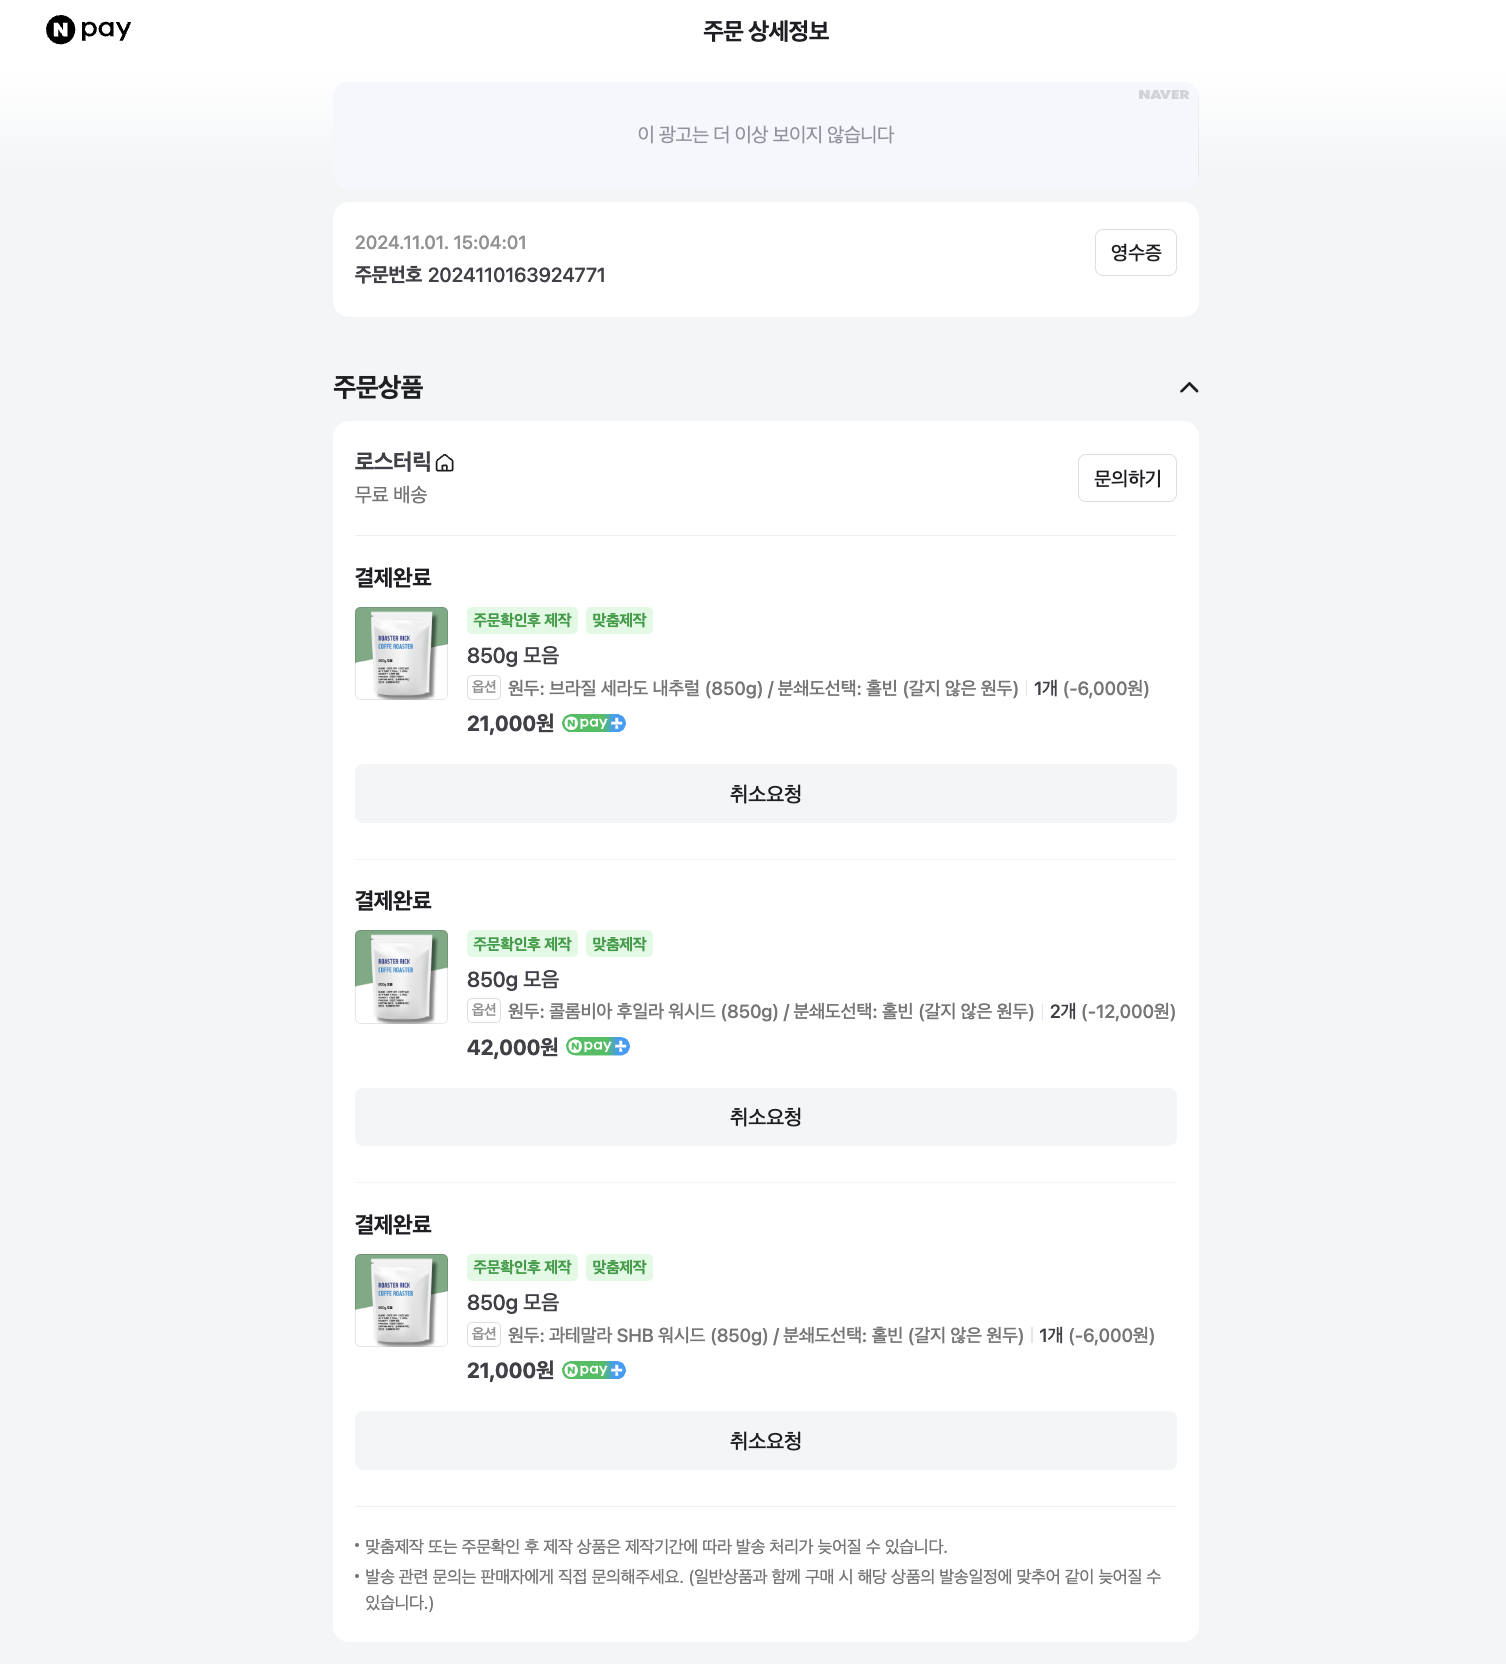 N pay
주문 상세정보
NAVER
이 광고는 더 이상 보이지 않습니다
2024.11.01. 15:04:01
주문번호 2024110163924771
영수증
주문상품
로스터릭
무료 배송
문의하기
결제완료
ROASTER RICK
COFFE ROASTER
주문확인후 제작 맞춤제작
850g 모음
옵션 원두: 브라질 세라도 내추럴 (850g) / 분쇄도선택: 홀빈 (갈지 않은 원두) 1개 (-6,000원)
21,000원 N pay +
취소요청
결제완료
ROASTER RICK
COFFE ROASTER
주문확인후 제작 맞춤제작
850g 모음
옵션 원두: 콜롬비아 후일라 워시드 (850g) / 분쇄도선택: 홀빈 (갈지 않은 원두) 2개 (-12,000원)
42,000원 N pay +
취소요청
결제완료
ROASTER RICK
COFFE ROASTER
주문확인후 제작 맞춤제작
850g 모음
옵션 원두: 과테말라 SHB 워시드 (850g) / 분쇄도선택: 홀빈 (갈지 않은 원두) 1개 (-6,000원)
21,000원 N pay +
취소요청
• 맞춤제작 또는 주문확인 후 제작 상품은 제작기간에 따라 발송 처리가 늦어질 수 있습니다.
• 발송 관련 문의는 판매자에게 직접 문의해주세요. (일반상품과 함께 구매 시 해당 상품의 발송일정에 맞추어 같이 늦어질 수
있습니다.)